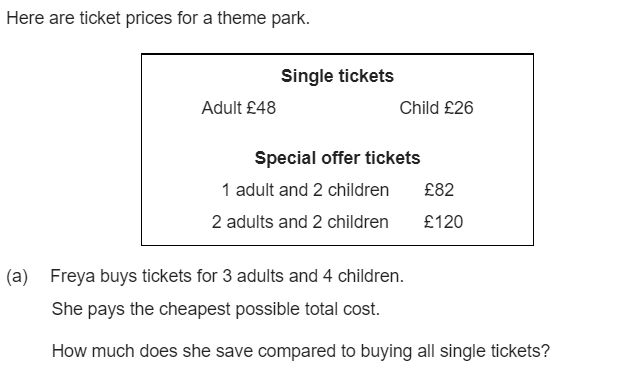 Here are ticket prices for a theme park.
Single tickets
Adult £48 Child £26
Special offer tickets
1 adult and 2 children £82
2 adults and 2 children £120
(a) Freya buys tickets for 3 adults and 4 children.
She pays the cheapest possible total cost.
How much does she save compared to buying all single tickets?